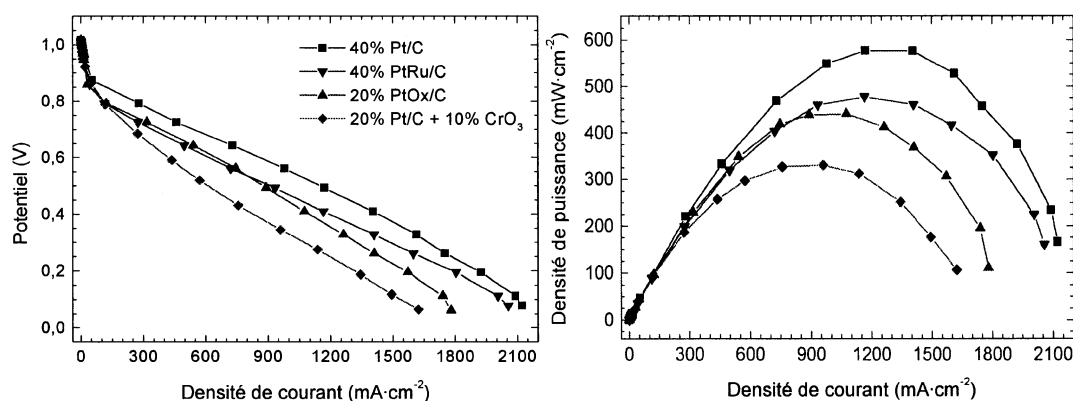 1,0
0,8
0,6
0,4
0,2
0,0
Potentiel (V)
40% Pt/C
40% PtRu/C
20% PtOx/C
20% Pt/C + 10% CrO₃
0 300 600 900 1200 1500 1800 2100
Densité de courant (mA·cm⁻²)
600
500
400
300
200
100
0
Densité de puissance (mW·cm⁻²)
0 300 600 900 1200 1500 1800 2100
Densité de courant (mA·cm⁻²)